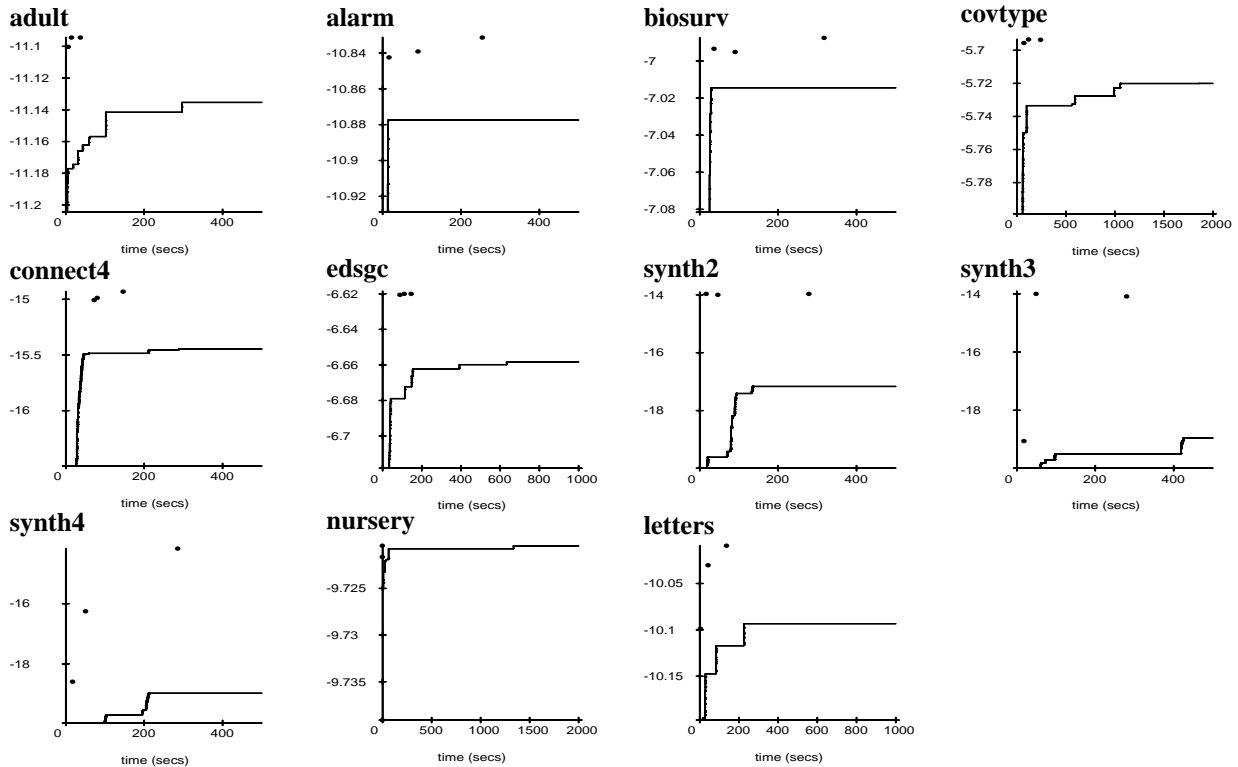 adult
-11.1
-11.12
-11.14
-11.16
-11.18
-11.2
0 200 400
time (secs)
alarm
-10.84
-10.86
-10.88
-10.9
-10.92
0 200 400
time (secs)
biosurv
-7
-7.02
-7.04
-7.06
-7.08
0 200 400
time (secs)
covtype
-5.7
-5.72
-5.74
-5.76
-5.78
0 500 1000 1500 2000
time (secs)
connect4
-15
-15.5
-16
0 200 400
time (secs)
edsgc
-6.62
-6.64
-6.66
-6.68
-6.7
0 200 400 600 800 1000
time (secs)
synth2
-14
-16
-18
0 200 400
time (secs)
synth3
-14
-16
-18
0 200 400
time (secs)
synth4
-16
-18
0 200 400
time (secs)
nursery
-9.725
-9.73
-9.735
0 500 1000 1500 2000
time (secs)
letters
-10.05
-10.1
-10.15
0 200 400 600 800 1000
time (secs)